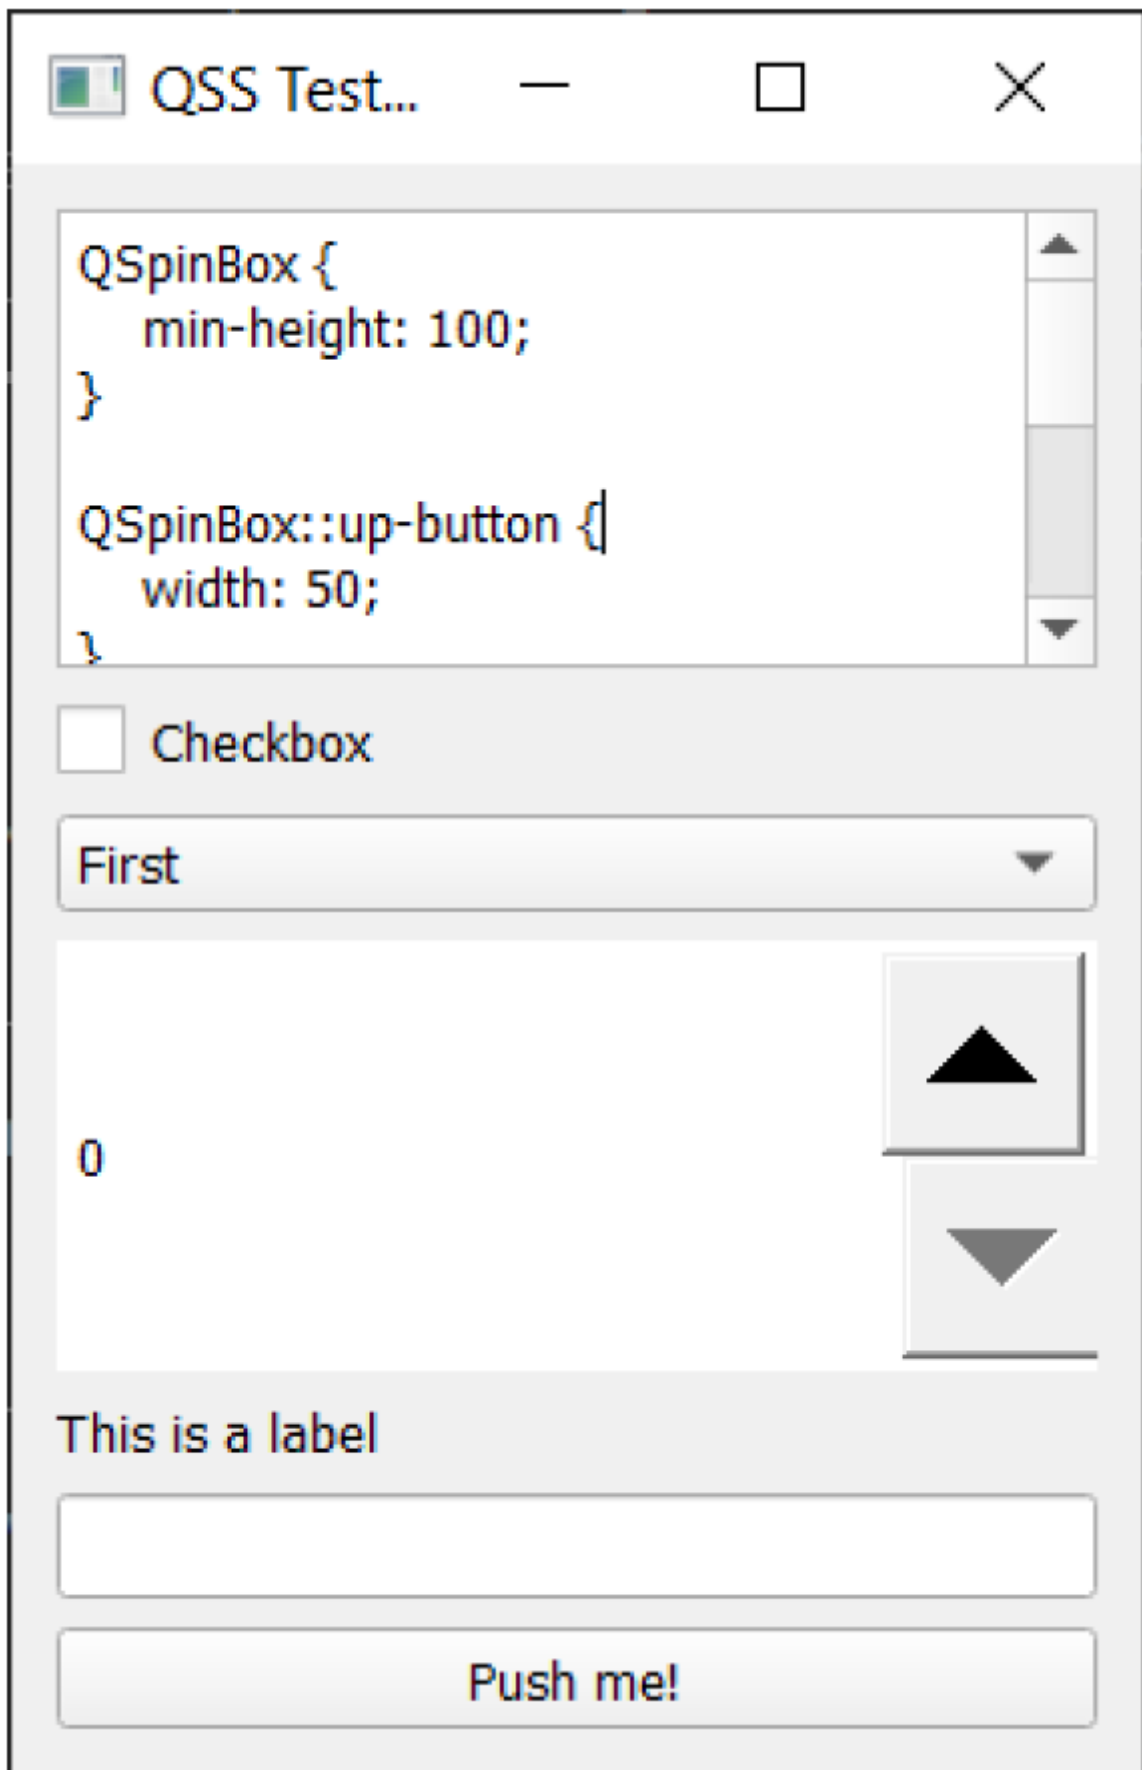 QSS Test...
QSpinBox {
    min-height: 100;
}

QSpinBox::up-button {
    width: 50;
}
Checkbox
First
0
This is a label
Push me!